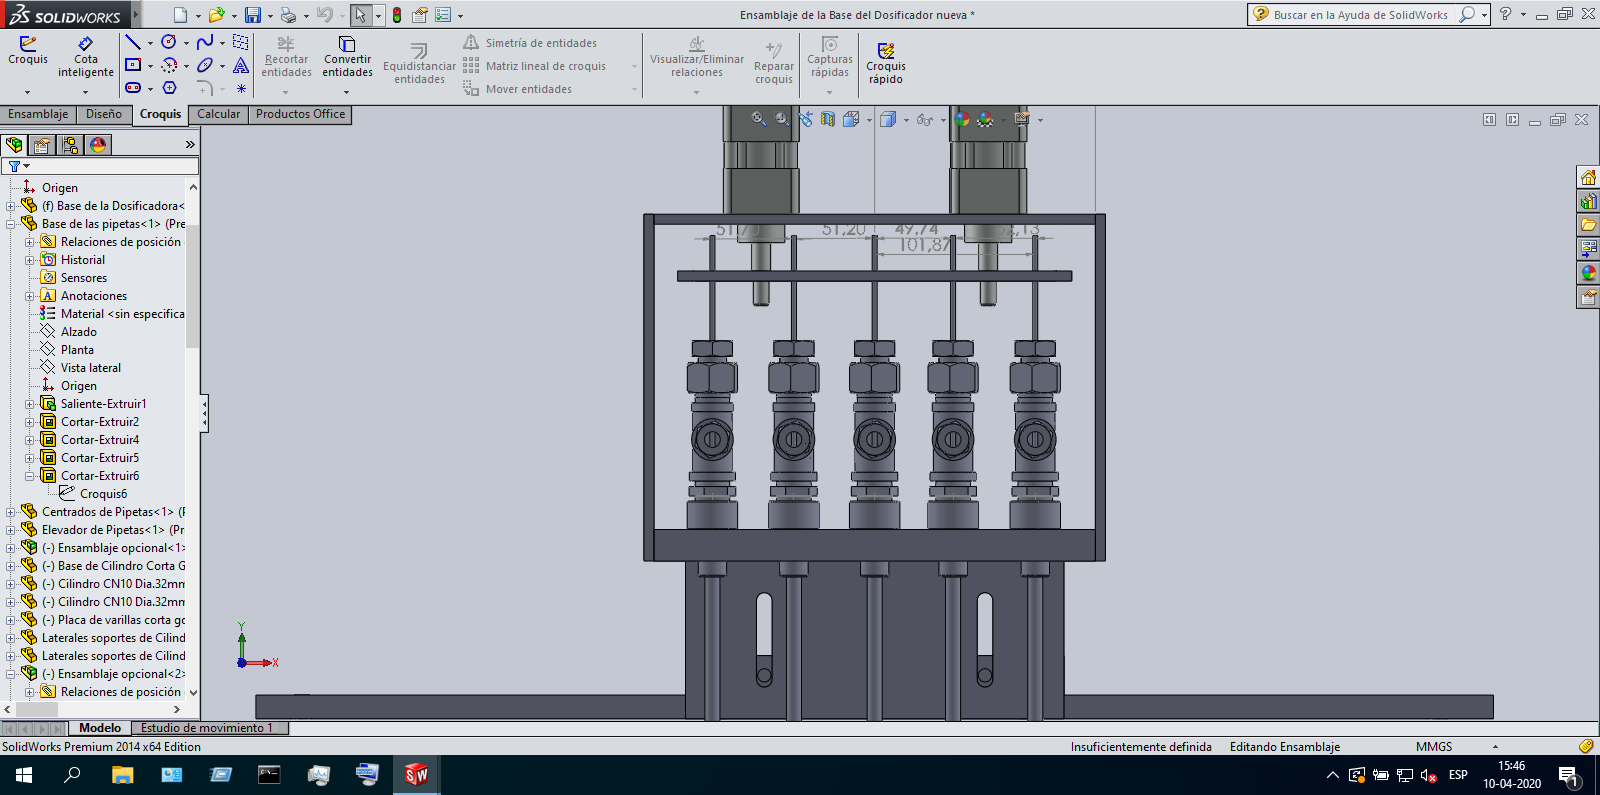 SOLIDWORKS
Ensamblaje de la Base del Dosificador nueva *
Buscar en la Ayuda de SolidWorks
Croquis
Cota inteligente
Recortar entidades
Convertir entidades
Equidistanciar entidades
Simetría de entidades
Matriz lineal de croquis
Mover entidades
Visualizar/Eliminar relaciones
Reparar croquis
Capturas rápidas
Croquis rápido
Ensamblaje
Diseño
Croquis
Calcular
Productos Office
Origen
(f) Base de la Dosificadora<
Base de las pipetas<1> (Pre
Relaciones de posición
Historial
Sensores
Anotaciones
Material <sin especifica
Alzado
Planta
Vista lateral
Origen
Saliente-Extruir1
Cortar-Extruir2
Cortar-Extruir4
Cortar-Extruir5
Cortar-Extruir6
Croquis6
Centrados de Pipetas<1> (F
Elevador de Pipetas<1> (Pr
(-) Ensamblaje opcional<1>
(-) Base de Cilindro Corta G
(-) Cilindro CN10 Dia.32mm
(-) Cilindro CN10 Dia.32mm
(-) Placa de varillas corta go
Laterales soportes de Cilind
Laterales soportes de Cilind
(-) Ensamblaje opcional<2>
Relaciones de posición
51,20
49,74
101,87
Y
X
Modelo
Estudio de movimiento 1
SolidWorks Premium 2014 x64 Edition
Insuficientemente definida
Editando Ensamblaje
MMGS
ESP
15:46
10-04-2020
1